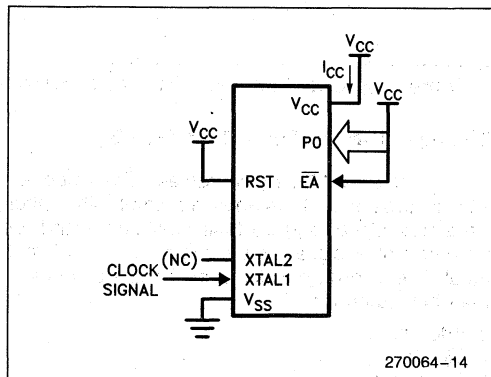 VCC
ICC
VCC
VCC
VCC
P0
RST
EA
(NC)
XTAL2
CLOCK
SIGNAL
XTAL1
VSS
270064-14